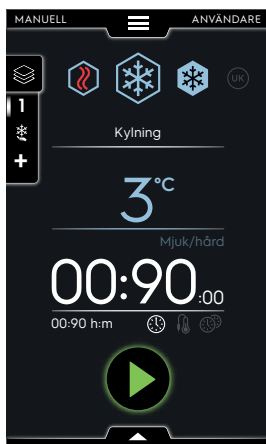 MANUELL ANVÄNDARE
UK
1
+
Kylning
3°C
Mjuk/hård
00:90:00
00:90 h:m